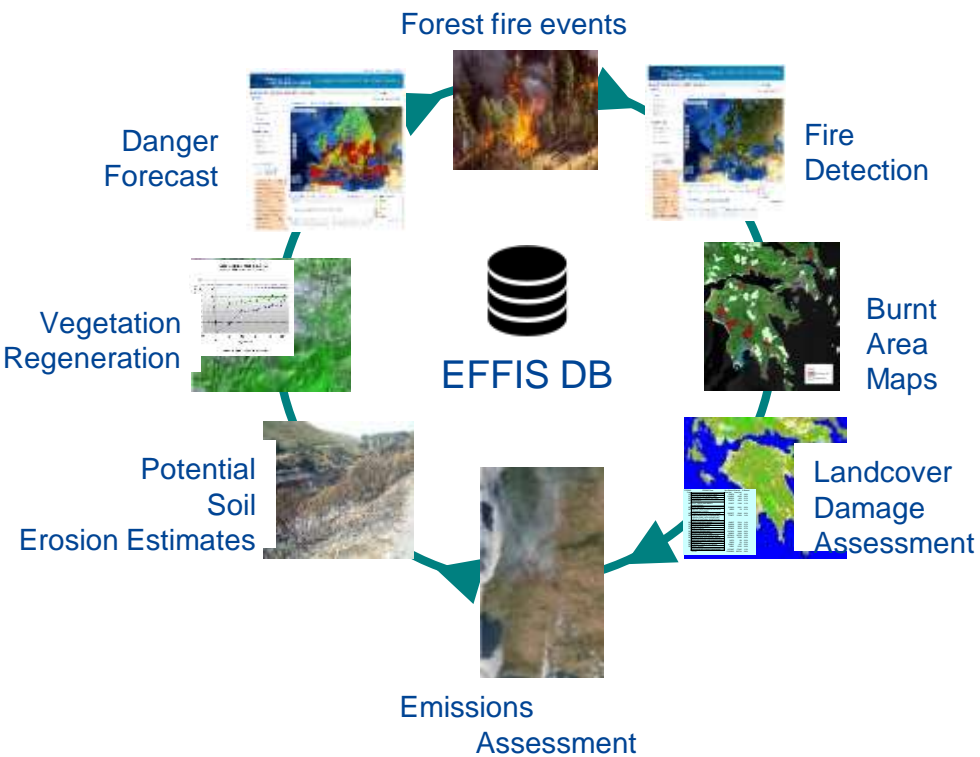 Forest fire events
Danger
Forecast
Fire
Detection
Vegetation
Regeneration
EFFIS DB
Burnt
Area
Maps
Potential
Soil
Erosion Estimates
Landcover
Damage
Assessment
Emissions
Assessment